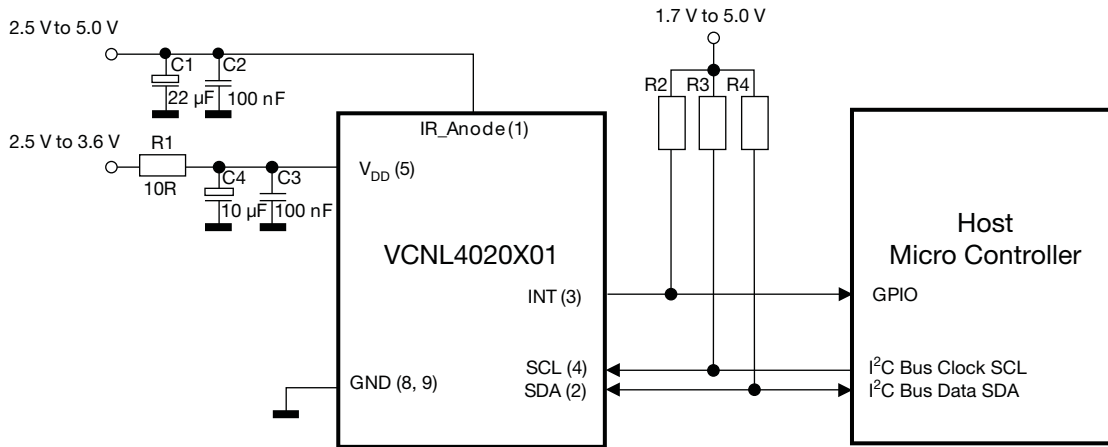 1.7 V to 5.0 V
2.5 V to 5.0 V
C1
C2
22 µF
100 nF
R2
R3
R4
IR_Anode (1)
2.5 V to 3.6 V
R1
10R
C4
C3
10 µF
100 nF
V_DD (5)
VCNL4020X01
Host
Micro Controller
INT (3)
GPIO
SCL (4)
I²C Bus Clock SCL
GND (8, 9)
SDA (2)
I²C Bus Data SDA